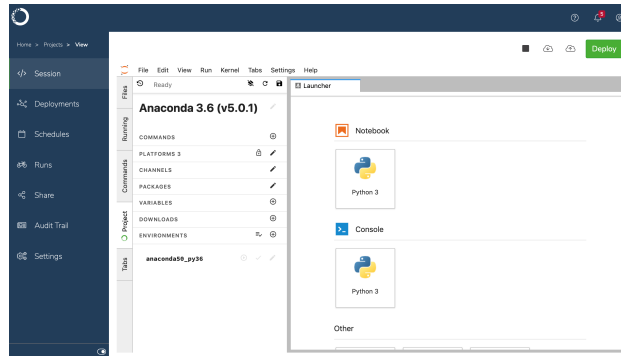 5
Home > Projects > View
Deploy
Session
Deployments
Schedules
Runs
Share
Audit Trail
Settings
File Edit View Run Kernel Tabs Settings Help
Files
Running
Commands
Project
Tabs
Ready
Anaconda 3.6 (v5.0.1)
COMMANDS
PLATFORMS 3
CHANNELS
PACKAGES
VARIABLES
DOWNLOADS
ENVIRONMENTS
anaconda50_py36
Launcher
Notebook
Python 3
Console
Python 3
Other